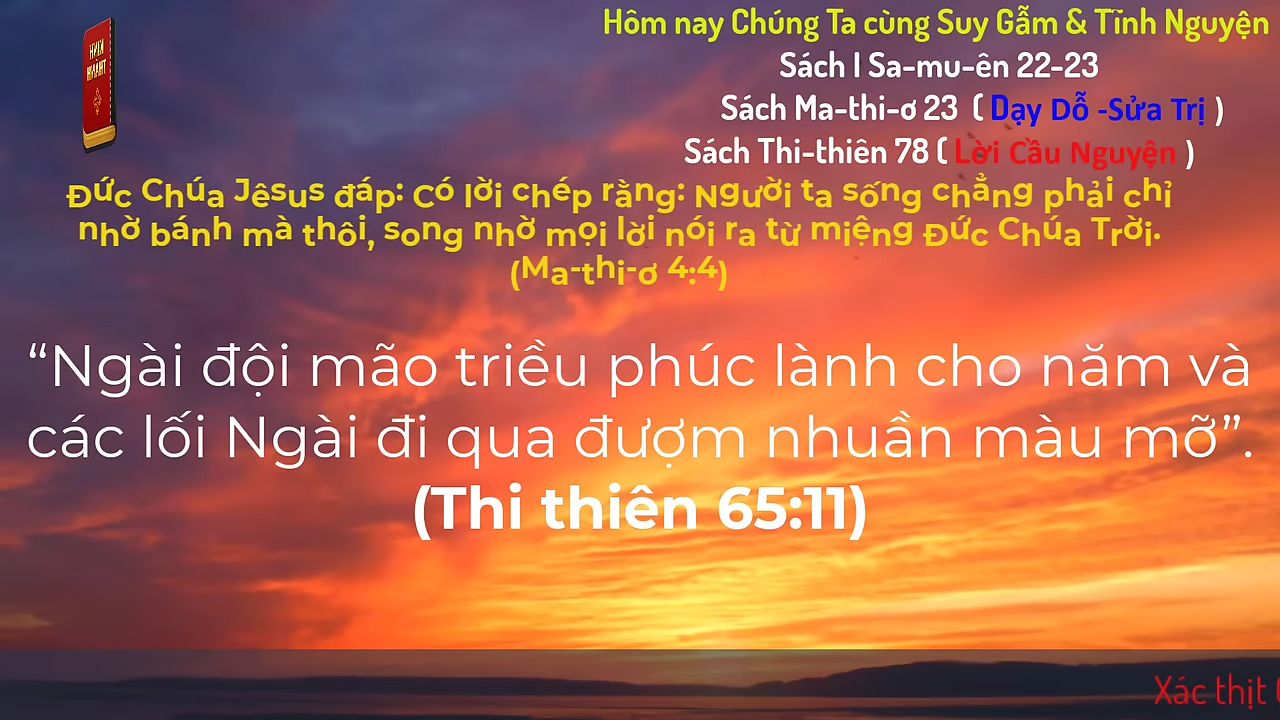 KINH
THÁNH
Hôm nay Chúng Ta cùng Suy Gẫm & Tĩnh Nguyện
Sách I Sa-mu-ên 22-23
Sách Ma-thi-ơ 23 ( Dạy Dỗ -Sửa Trị )
Sách Thi-thiên 78 ( Lời Cầu Nguyện )
Đức Chúa Jêsus đáp: Có lời chép rằng: Người ta sống chẳng phải chỉ
nhờ bánh mà thôi, song nhờ mọi lời nói ra từ miệng Đức Chúa Trời.
(Ma-thi-ơ 4:4)
“Ngài đội mão triều phúc lành cho năm và
các lối Ngài đi qua đượm nhuần màu mỡ”.
(Thi thiên 65:11)
Xác thịt